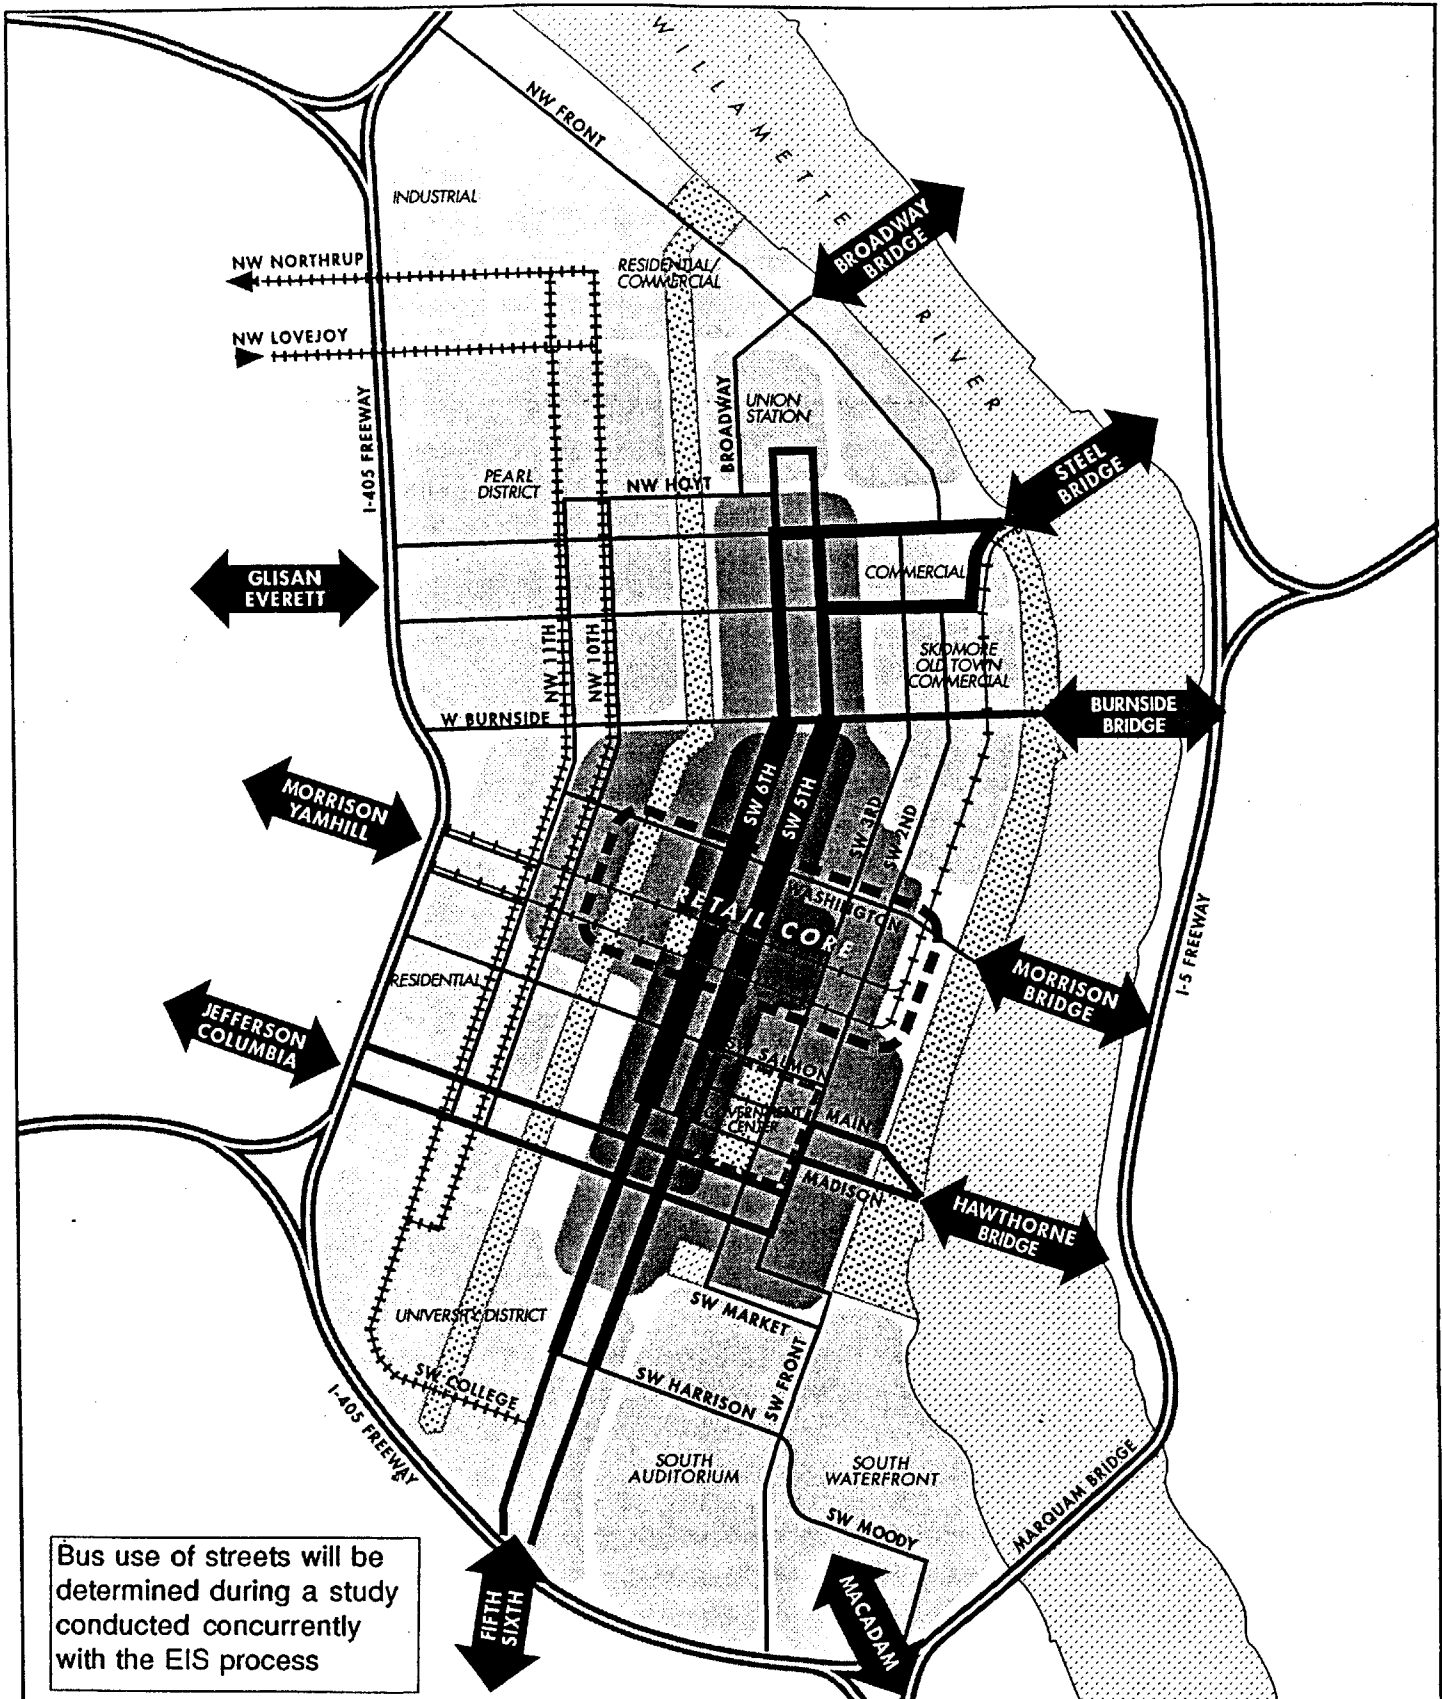 WILLAMETTE
RIVER
NW FRONT
INDUSTRIAL
BROADWAY
BRIDGE
NW NORTHRUP
RESIDENTIAL/
COMMERCIAL
NW LOVEJOY
I-405 FREEWAY
BROADWAY
UNION
STATION
STEEL
BRIDGE
PEARL
DISTRICT
NW HOYT
GLISAN
EVERETT
COMMERCIAL
NW 11TH
NW 10TH
SKIDMORE
OLD TOWN
COMMERCIAL
W BURNSIDE
BURNSIDE
BRIDGE
MORRISON
YAMHILL
SW 6TH
SW 5TH
SW 3RD
SW 2ND
RETAIL CORE
WASHINGTON
I-5 FREEWAY
MORRISON
BRIDGE
RESIDENTIAL
JEFFERSON
COLUMBIA
SALMON
GOVERNMENT
CENTER
MAIN
MADISON
HAWTHORNE
BRIDGE
UNIVERSITY DISTRICT
SW MARKET
SW FRONT
SW COLLEGE
SW HARRISON
I-405 FREEWAY
SOUTH
AUDITORIUM
SOUTH
WATERFRONT
MARQUAM BRIDGE
SW MOODY
FIFTH
SIXTH
MACADAM
Bus use of streets will be
determined during a study
conducted concurrently
with the EIS process